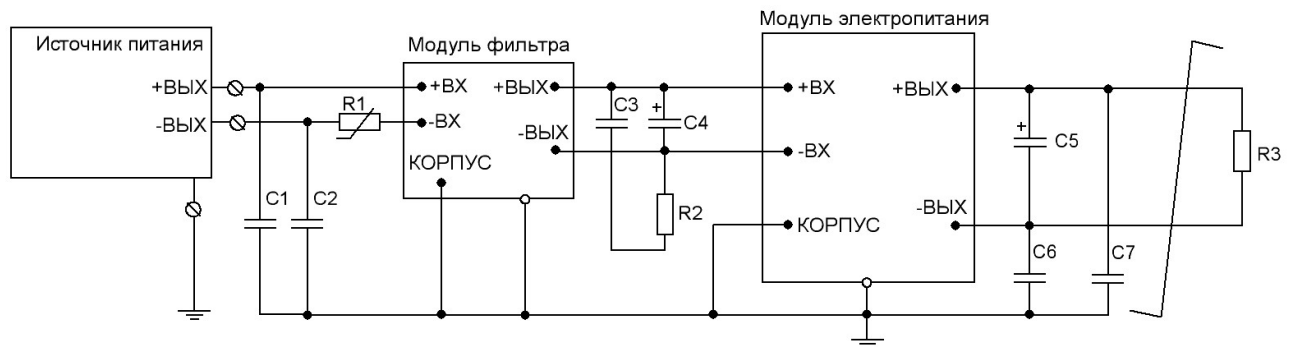 Источник питания
+ВЫХ
-ВЫХ
C1
C2
R1
Модуль фильтра
+ВХ
-ВХ
КОРПУС
+ВЫХ
-ВЫХ
C3
+
C4
R2
Модуль электропитания
+ВХ
-ВХ
КОРПУС
+ВЫХ
-ВЫХ
+
C5
C6
C7
R3